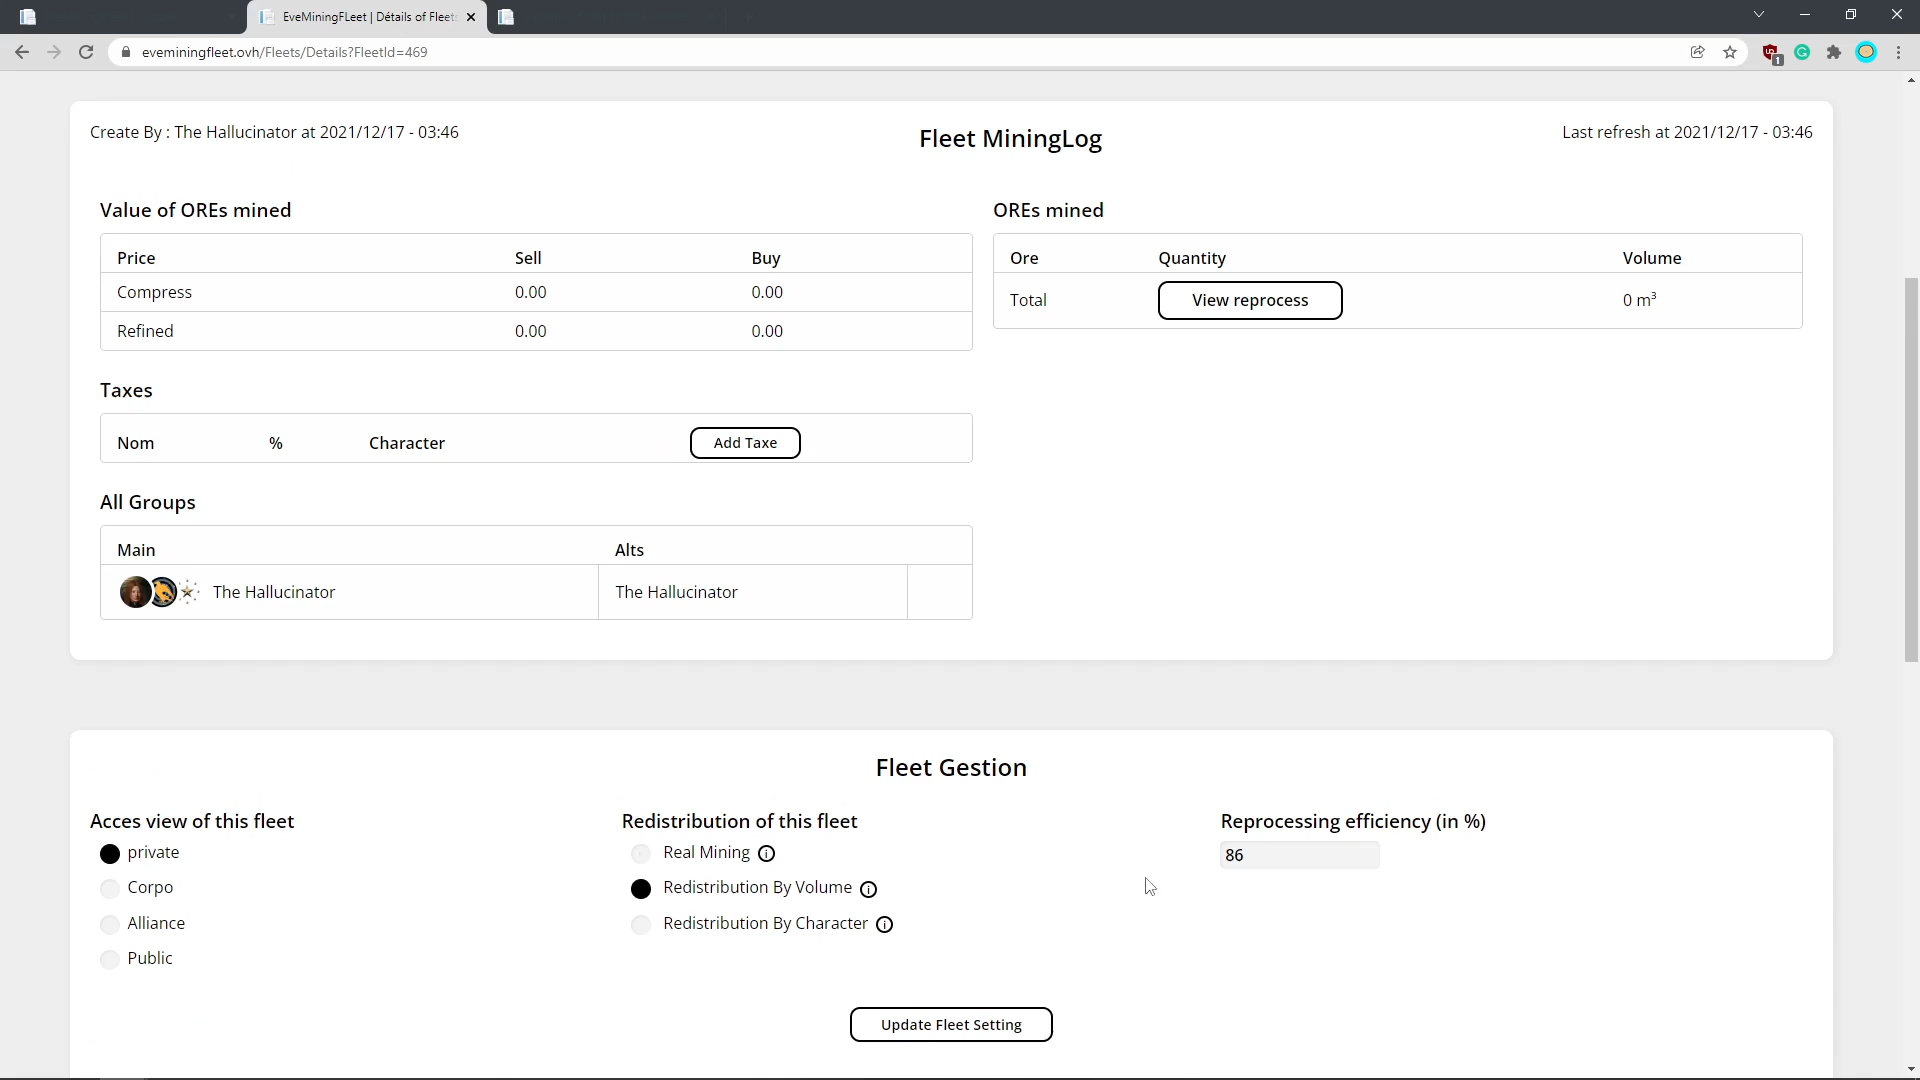 EveMiningFLeet | Détails of Fleets
eveminingfleet.ovh/Fleets/Details?FleetId=469
1
Create By : The Hallucinator at 2021/12/17 - 03:46
Fleet MiningLog
Last refresh at 2021/12/17 - 03:46
Value of OREs mined
Price Sell Buy
Compress 0.00 0.00
Refined 0.00 0.00
OREs mined
Ore Quantity Volume
Total View reprocess 0 m³
Taxes
Nom % Character Add Taxe
All Groups
Main Alts
The Hallucinator The Hallucinator
Fleet Gestion
Acces view of this fleet
private
Corpo
Alliance
Public
Redistribution of this fleet
Real Mining
Redistribution By Volume
Redistribution By Character
Reprocessing efficiency (in %)
86
Update Fleet Setting